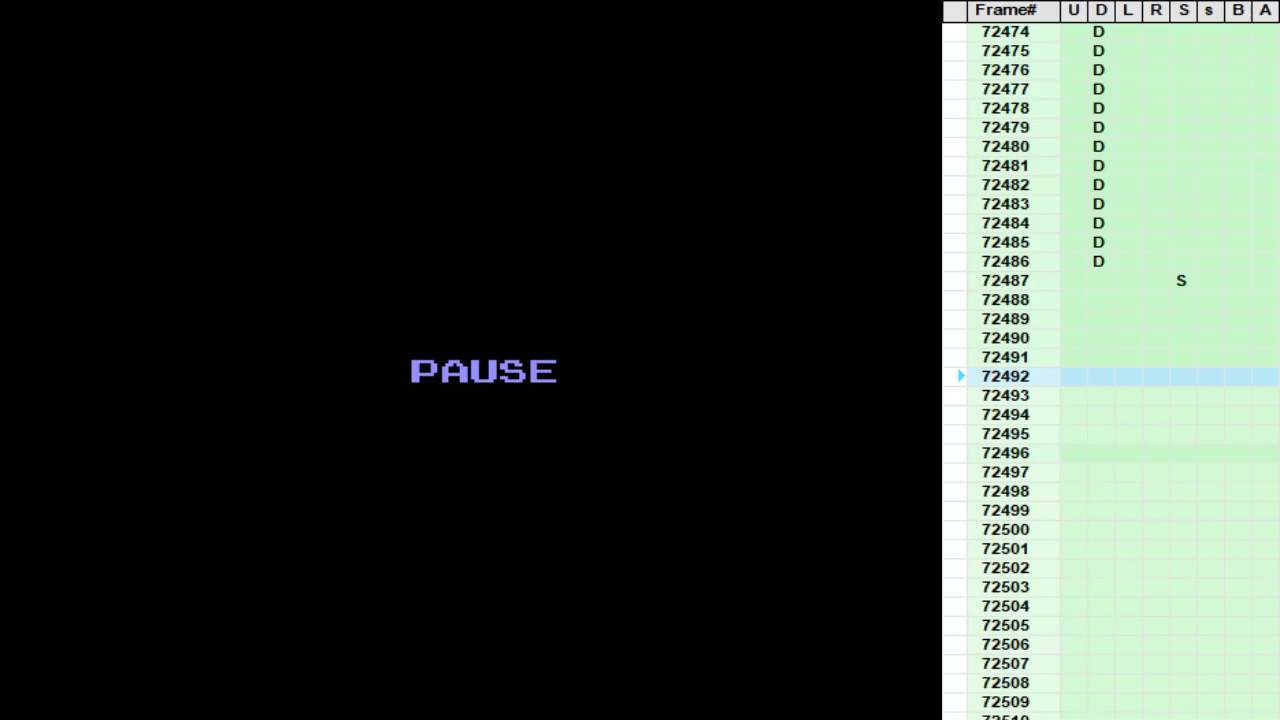 PAUSE
Frame# U D L R S s B A
72474 D
72475 D
72476 D
72477 D
72478 D
72479 D
72480 D
72481 D
72482 D
72483 D
72484 D
72485 D
72486 D
72487 S
72488
72489
72490
72491
72492
72493
72494
72495
72496
72497
72498
72499
72500
72501
72502
72503
72504
72505
72506
72507
72508
72509